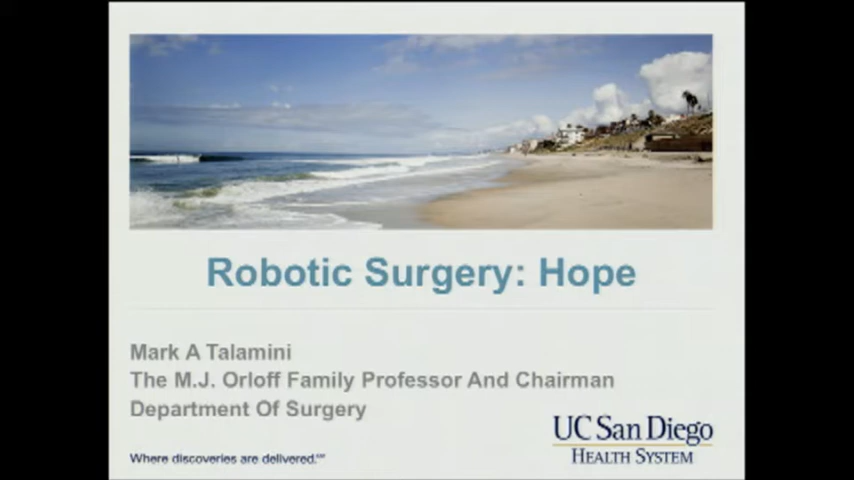 Robotic Surgery: Hope
Mark A Talamini
The M.J. Orloff Family Professor And Chairman
Department Of Surgery
UC San Diego
HEALTH SYSTEM
Where discoveries are delivered.℠